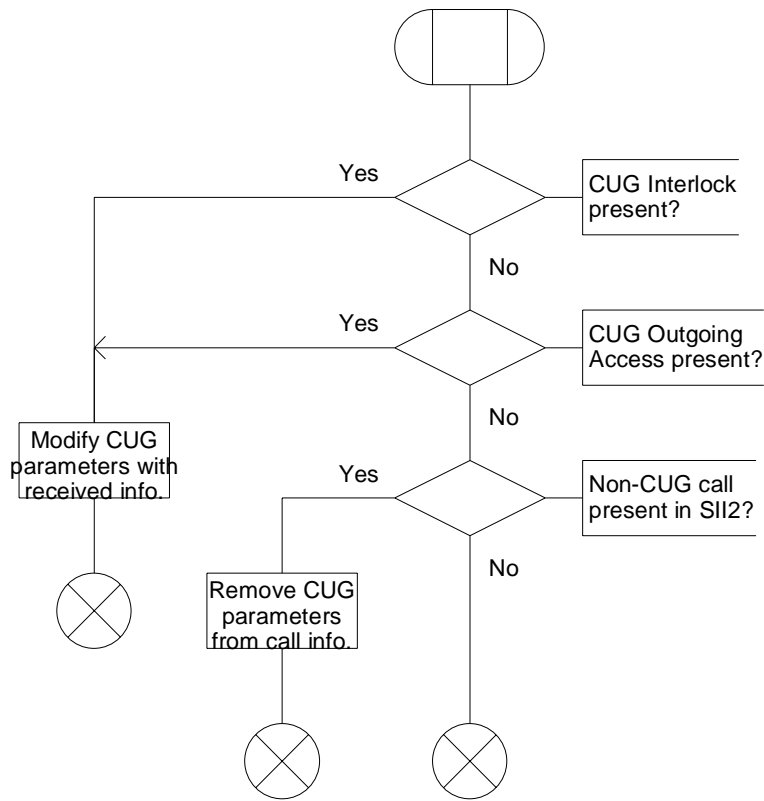 Yes
CUG Interlock
present?
No
Yes
CUG Outgoing
Access present?
No
Modify CUG
parameters with
received info.
Yes
Non-CUG call
present in SII2?
No
Remove CUG
parameters
from call info.